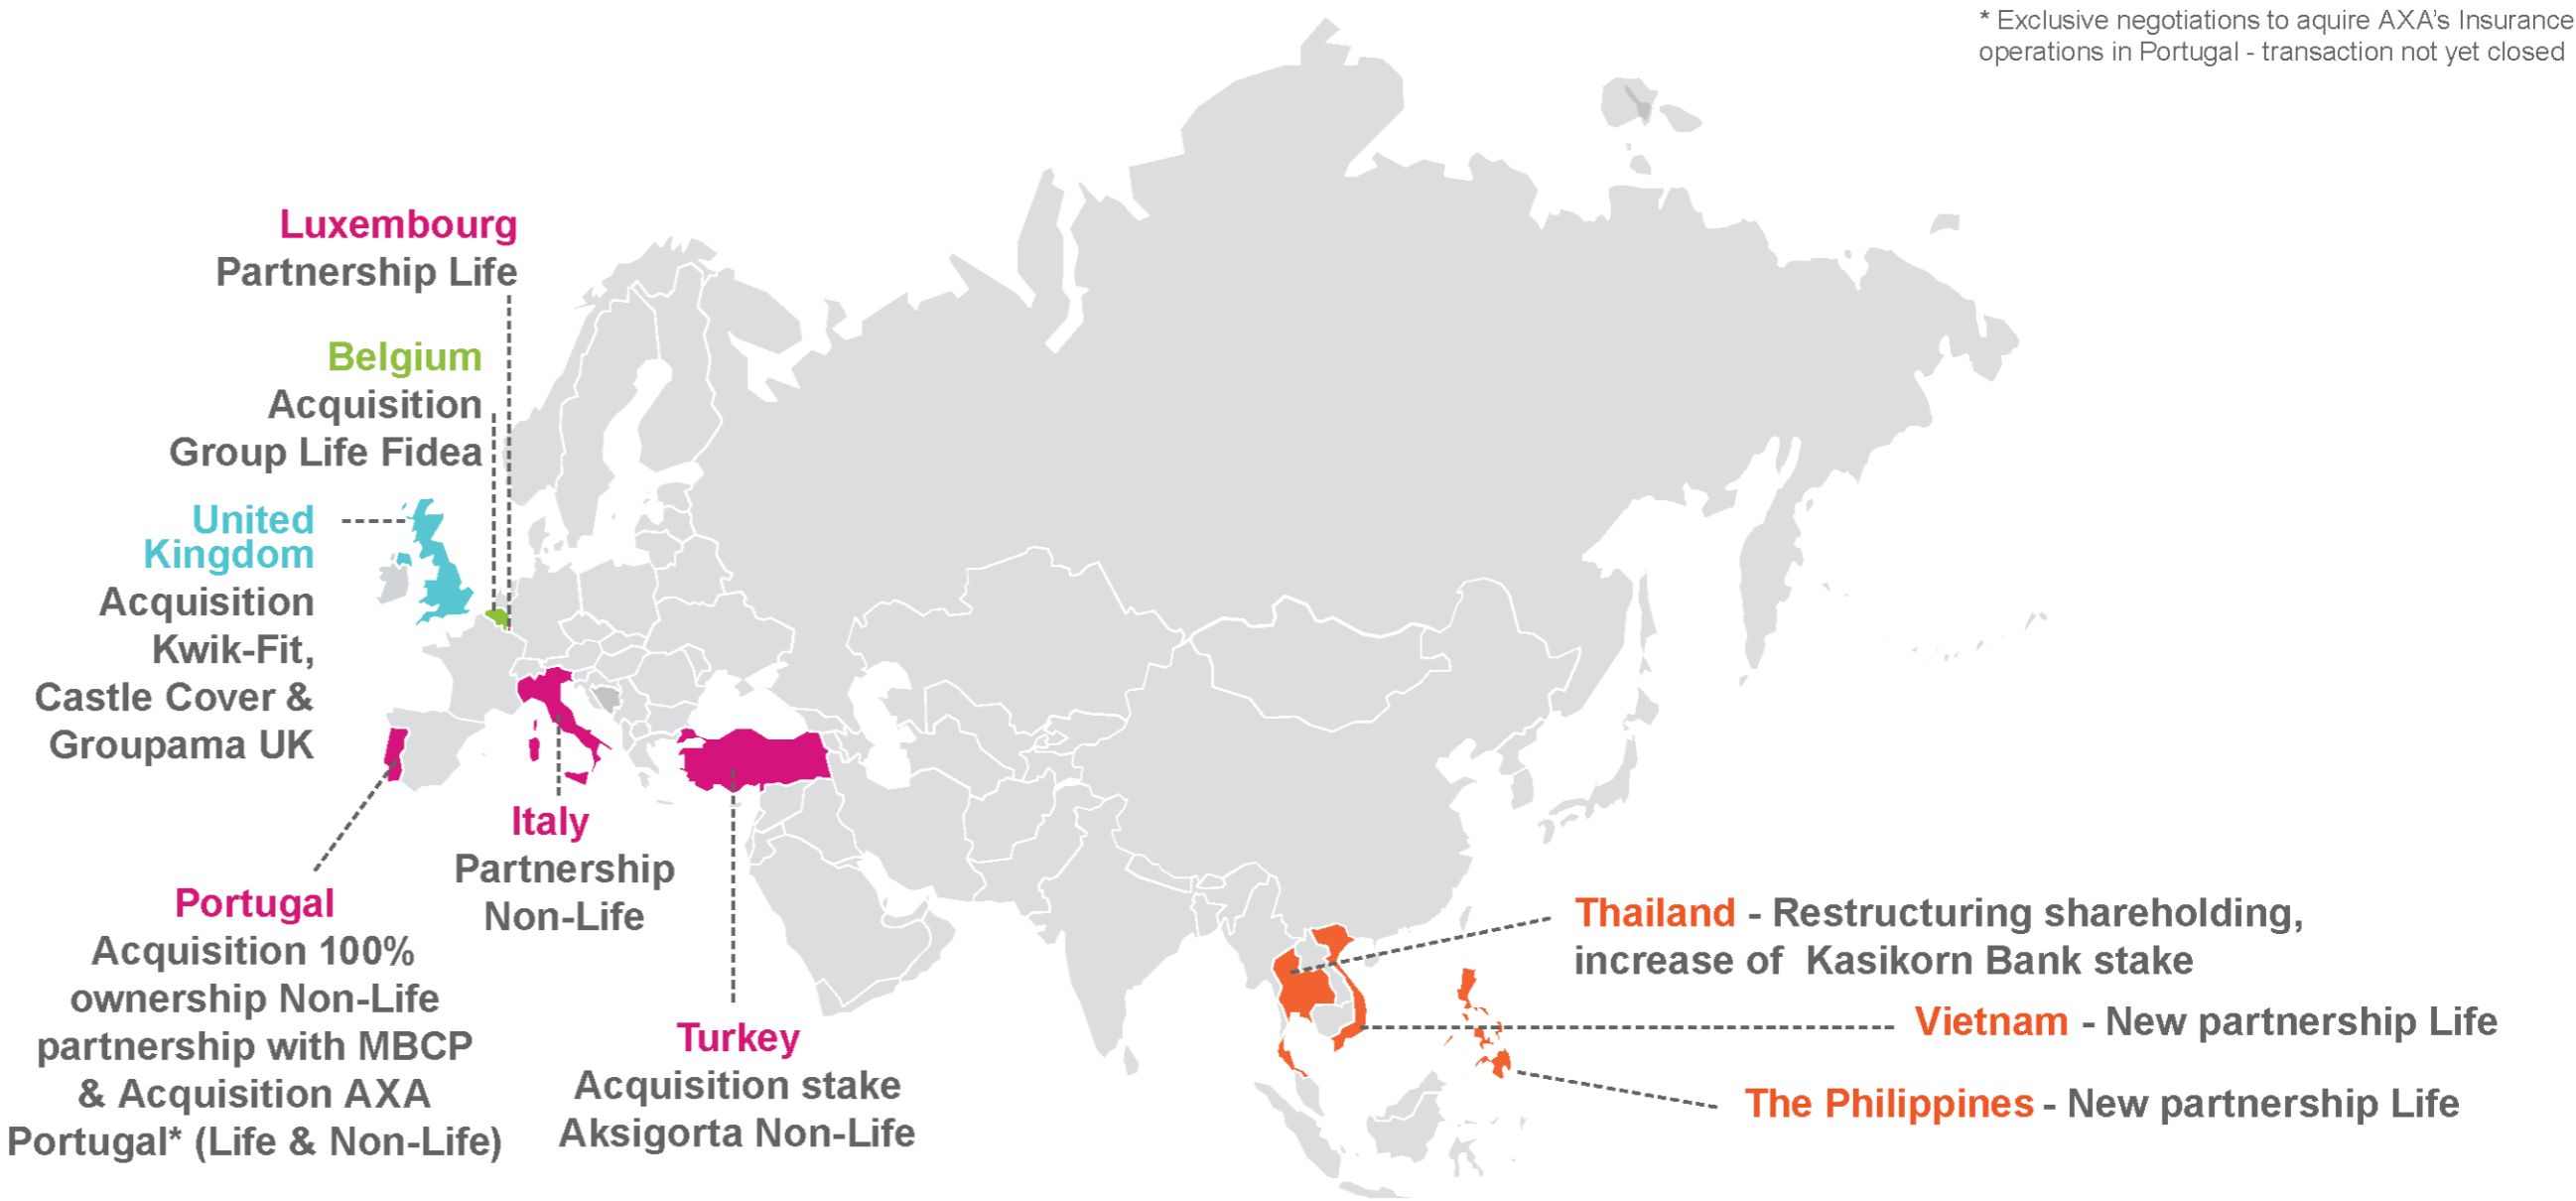 * Exclusive negotiations to aquire AXA's Insurance
operations in Portugal - transaction not yet closed
Luxembourg
Partnership Life
Belgium
Acquisition
Group Life Fidea
United
Kingdom
Acquisition
Kwik-Fit,
Castle Cover &
Groupama UK
Italy
Partnership
Non-Life
Portugal
Acquisition 100%
ownership Non-Life
partnership with MBCP
& Acquisition AXA
Portugal* (Life & Non-Life)
Turkey
Acquisition stake
Aksigorta Non-Life
Thailand - Restructuring shareholding,
increase of Kasikorn Bank stake
Vietnam - New partnership Life
The Philippines - New partnership Life